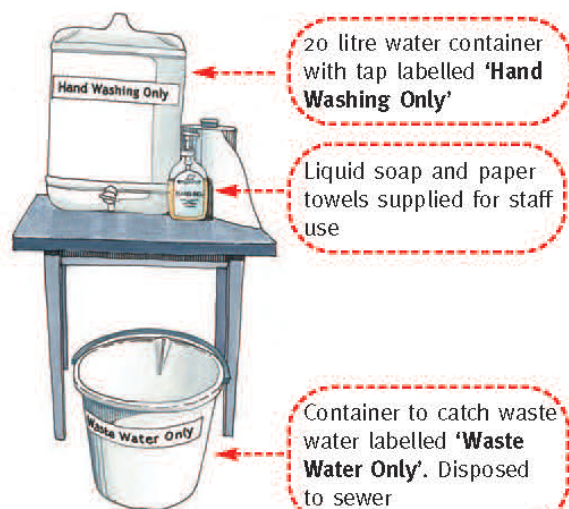 Hand Washing Only
20 litre water container
with tap labelled 'Hand
Washing Only'
Liquid soap and paper
towels supplied for staff
use
Waste Water Only
Container to catch waste
water labelled 'Waste
Water Only'. Disposed
to sewer